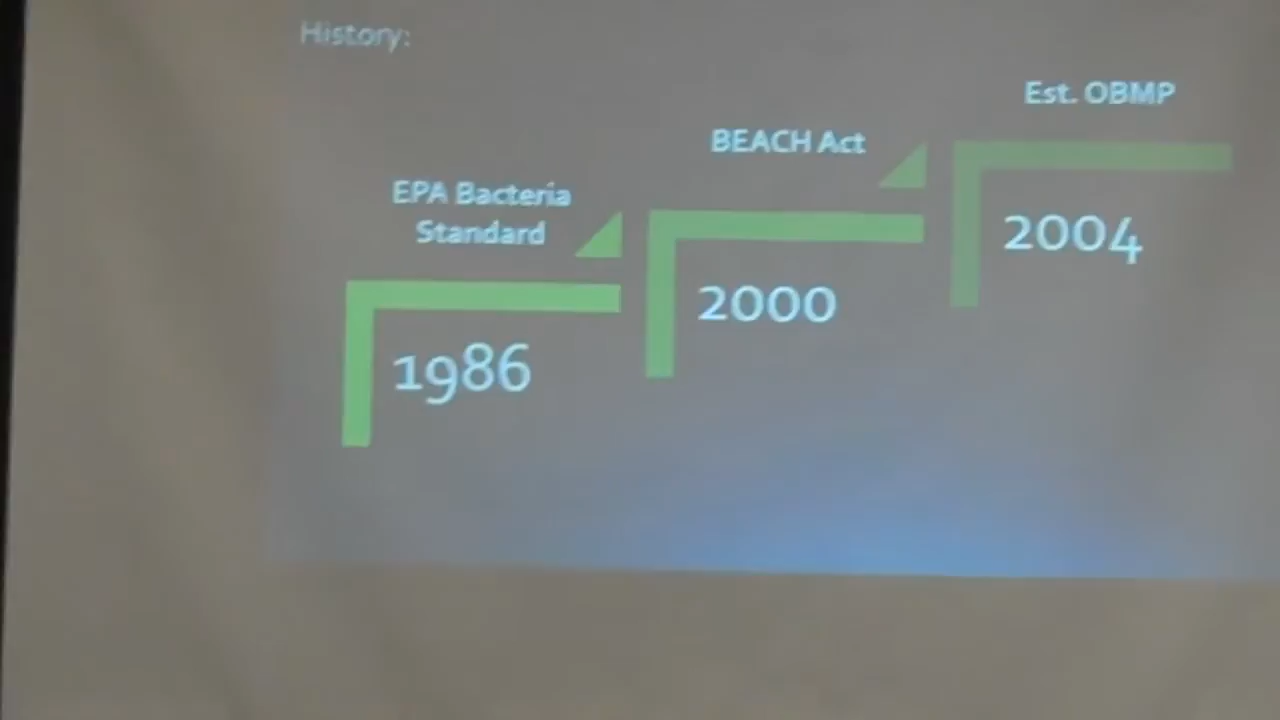 History:
EPA Bacteria
Standard
1986
BEACH Act
2000
Est. OBMP
2004